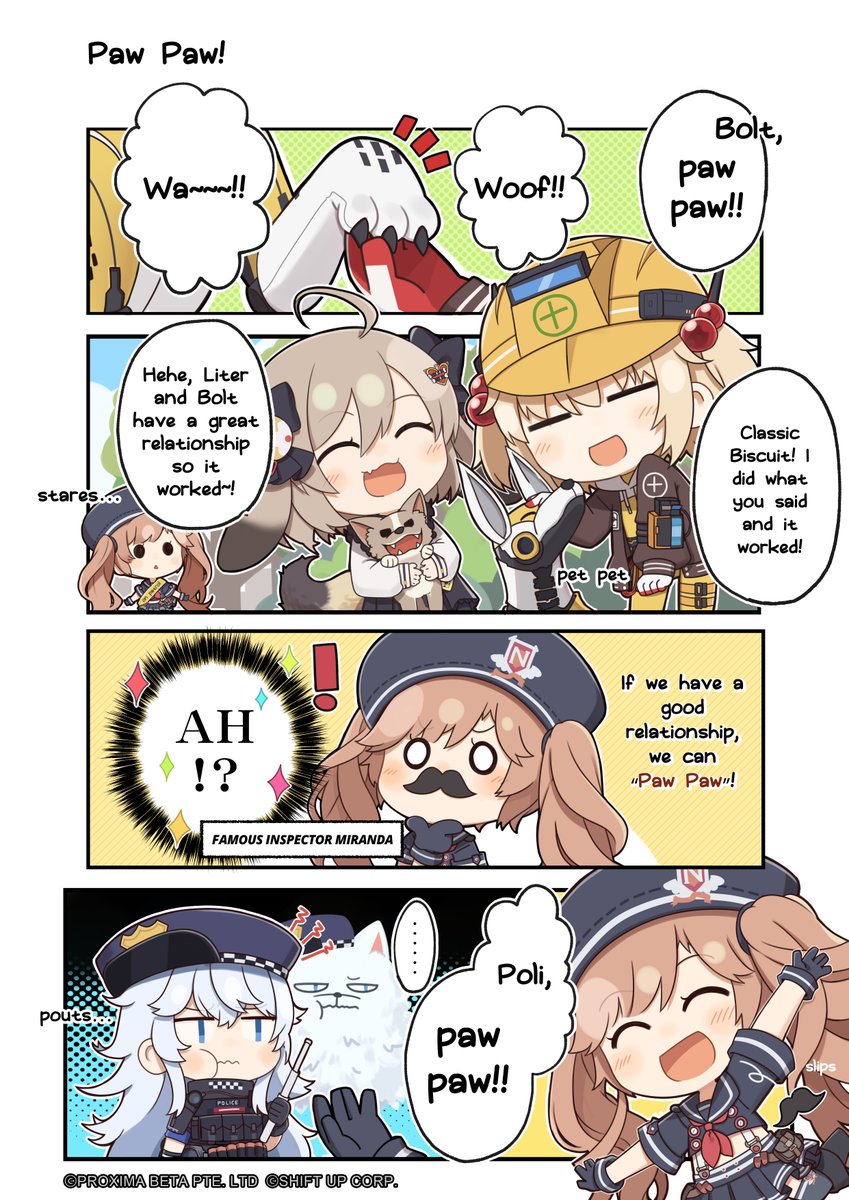 Paw Paw!
Bolt,
paw
paw!!
Woof!!
Wa~~~!!
Classic
Biscuit! I
did what
you said
and it
worked!
Hehe, Liter
and Bolt
have a great
relationship
so it
worked~!
stares...
pet pet
If we have a
good
relationship,
we can
"Paw Paw"!
N
AH
!?
FAMOUS INSPECTOR MIRANDA
N
Poli,
paw
paw!!
slips
......
pouts...
POLICE
©PROXIMA BETA PTE. LTD ©SHIFT UP CORP.